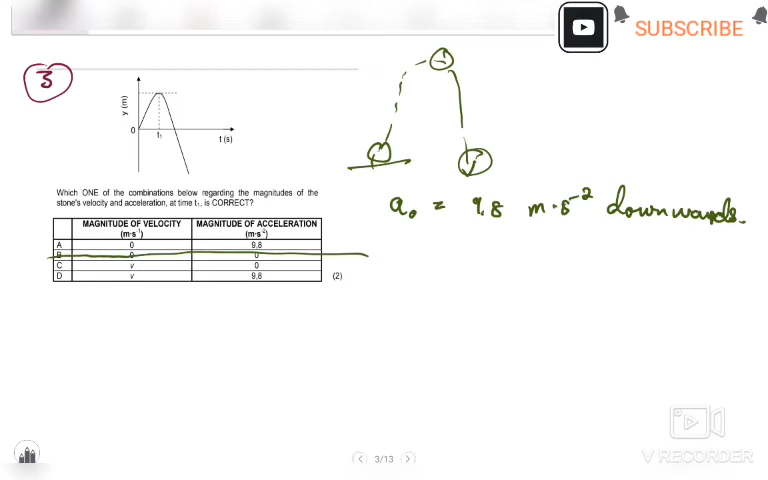 SUBSCRIBE
3
y (m)
0
t₁
t (s)
a₀ = 9.8 m·s⁻² downwards.
Which ONE of the combinations below regarding the magnitudes of the
stone's velocity and acceleration, at time t₁, is CORRECT?
MAGNITUDE OF VELOCITY (m·s⁻¹) MAGNITUDE OF ACCELERATION (m·s⁻²)
A 0 9,8
B 0 0
C v 0
D v 9,8 (2)
3/13
V RECORDER